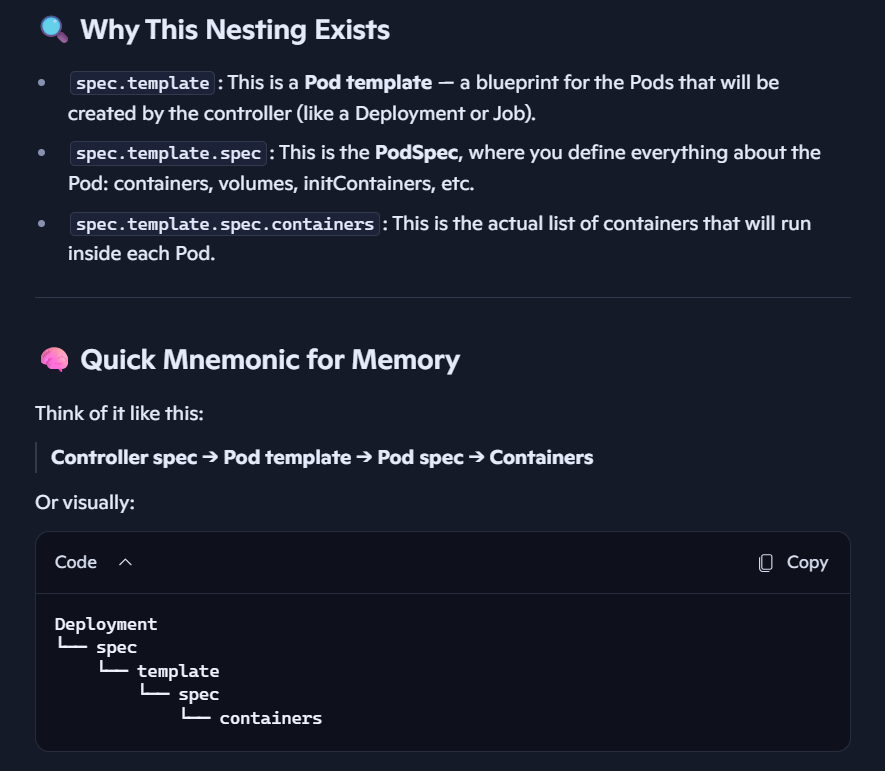 🔍 Why This Nesting Exists
• spec.template: This is a Pod template — a blueprint for the Pods that will be
created by the controller (like a Deployment or Job).
• spec.template.spec: This is the PodSpec, where you define everything about the
Pod: containers, volumes, initContainers, etc.
• spec.template.spec.containers: This is the actual list of containers that will run
inside each Pod.
🧠 Quick Mnemonic for Memory
Think of it like this:
Controller spec → Pod template → Pod spec → Containers
Or visually:
Code
Copy
Deployment
└── spec
    └── template
        └── spec
            └── containers